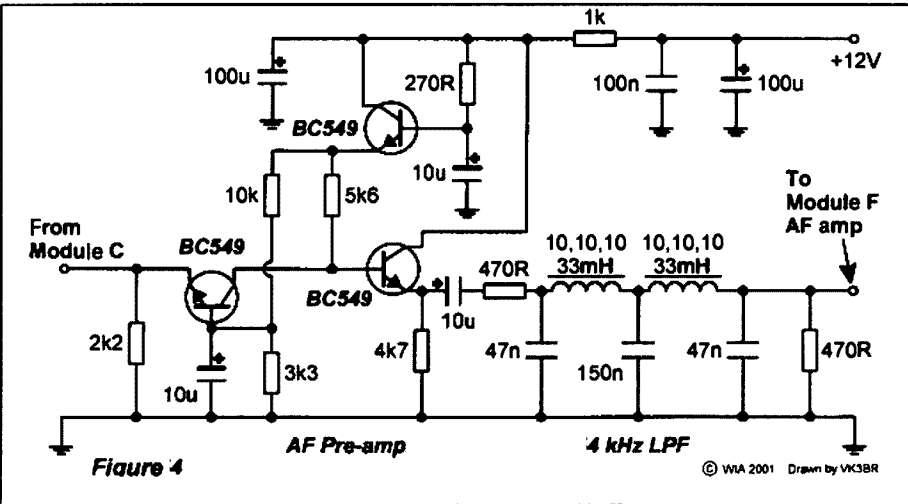 1k
+12V
100u
270R
100n
100u
BC549
10u
10k
5k6
To
Module F
AF amp
From
Module C
BC549
BC549
10,10,10
33mH
10,10,10
33mH
470R
10u
2k2
10u
3k3
4k7
47n
150n
47n
470R
AF Pre-amp
4 kHz LPF
Figure 4
© WIA 2001 Drawn by VK3BR